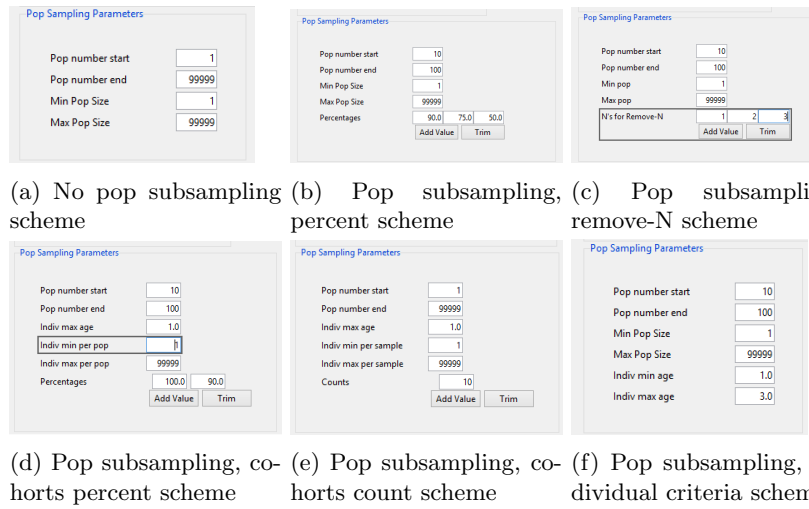 Pop Sampling Parameters
Pop number start 1
Pop number end 99999
Min Pop Size 1
Max Pop Size 99999
(a) No pop subsampling
scheme
Pop Sampling Parameters
Pop number start 10
Pop number end 100
Min Pop Size 1
Max Pop Size 99999
Percentages 90.0 75.0 50.0
Add Value Trim
(b) Pop subsampling,
percent scheme
Pop Sampling Parameters
Pop number start 10
Pop number end 100
Min pop 1
Max pop 99999
N's for Remove-N 1 2 3
Add Value Trim
(c) Pop subsampli
remove-N scheme
Pop Sampling Parameters
Pop number start 10
Pop number end 100
Indiv max age 1.0
Indiv min per pop 1
Indiv max per pop 99999
Percentages 100.0 90.0
Add Value Trim
(d) Pop subsampling, co-
horts percent scheme
Pop Sampling Parameters
Pop number start 1
Pop number end 99999
Indiv max age 1.0
Indiv min per sample 1
Indiv max per sample 99999
Counts 10
Add Value Trim
(e) Pop subsampling, co-
horts count scheme
Pop Sampling Parameters
Pop number start 10
Pop number end 100
Min Pop Size 1
Max Pop Size 99999
Indiv min age 1.0
Indiv max age 3.0
(f) Pop subsampling,
dividual criteria schem